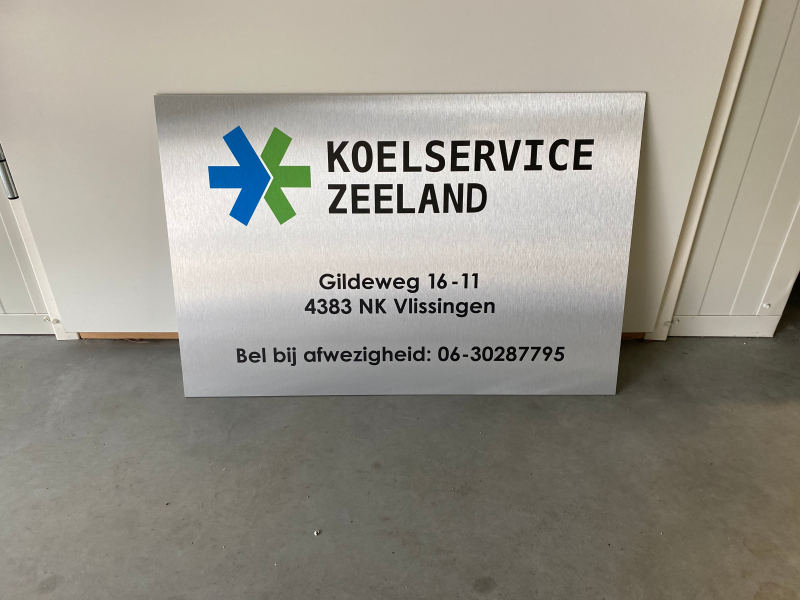 KOELSERVICE
ZEELAND
Gildeweg 16-11
4383 NK Vlissingen
Bel bij afwezigheid: 06-30287795